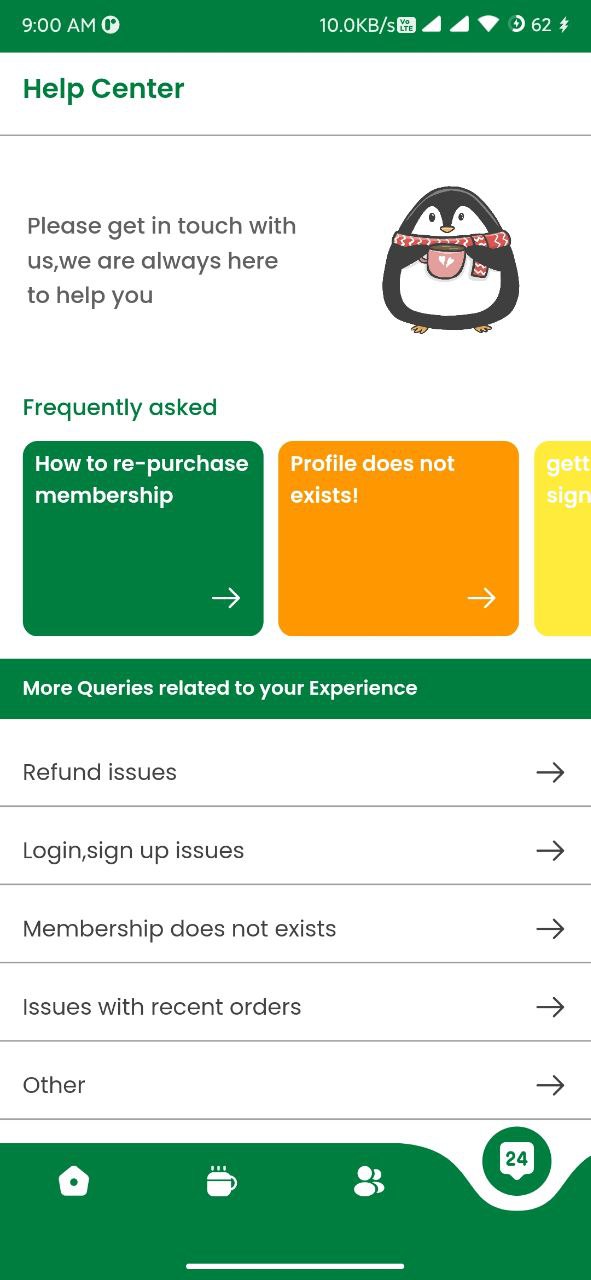 9:00 AM
10.0KB/s Vo LTE 62
Help Center
Please get in touch with
us,we are always here
to help you
Frequently asked
How to re-purchase
membership
Profile does not
exists!
gett
sign
More Queries related to your Experience
Refund issues
Login,sign up issues
Membership does not exists
Issues with recent orders
Other
24